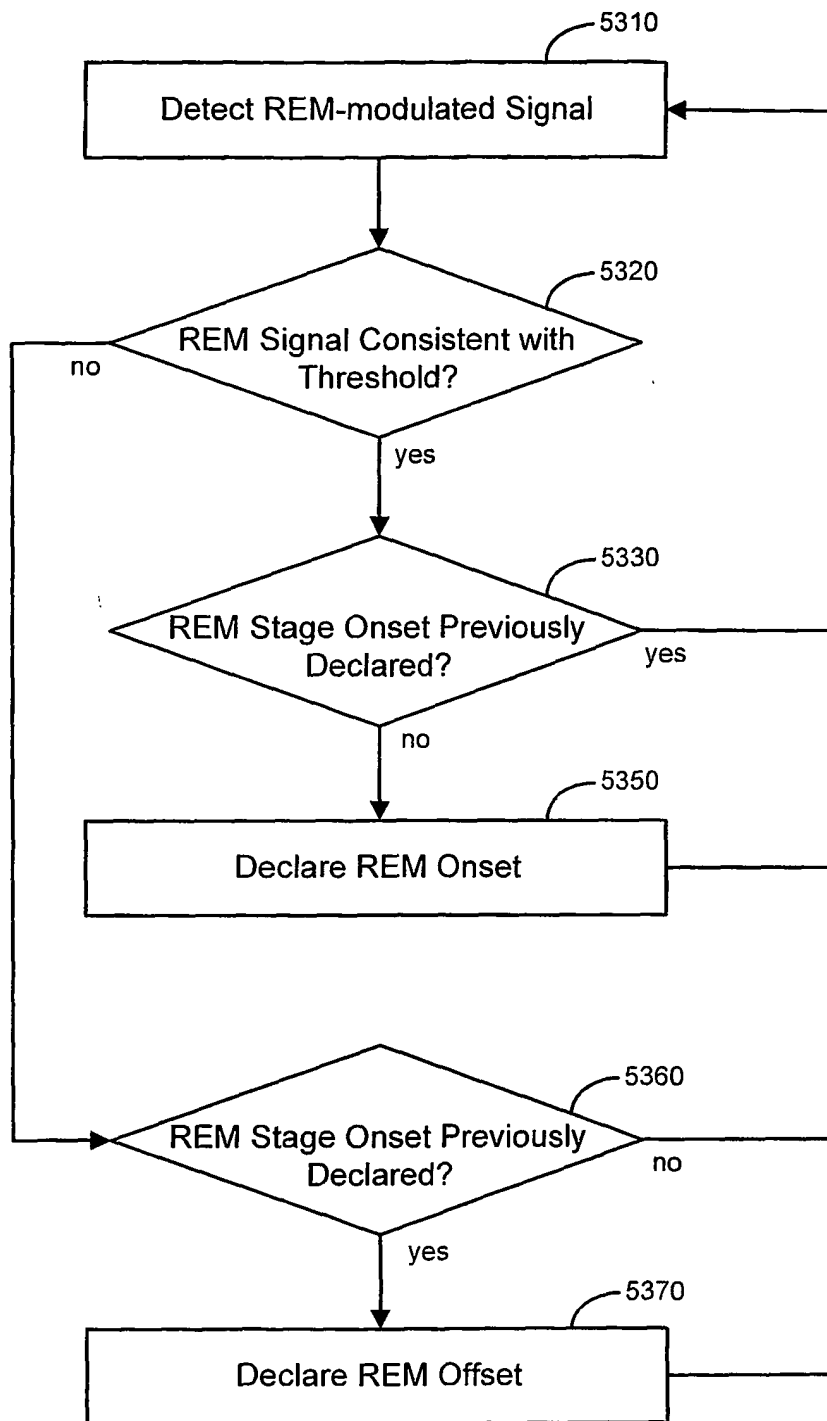 5310
Detect REM-modulated Signal
5320
REM Signal Consistent with
Threshold?
no
yes
5330
REM Stage Onset Previously
Declared?
yes
no
5350
Declare REM Onset
5360
REM Stage Onset Previously
Declared?
no
yes
5370
Declare REM Offset